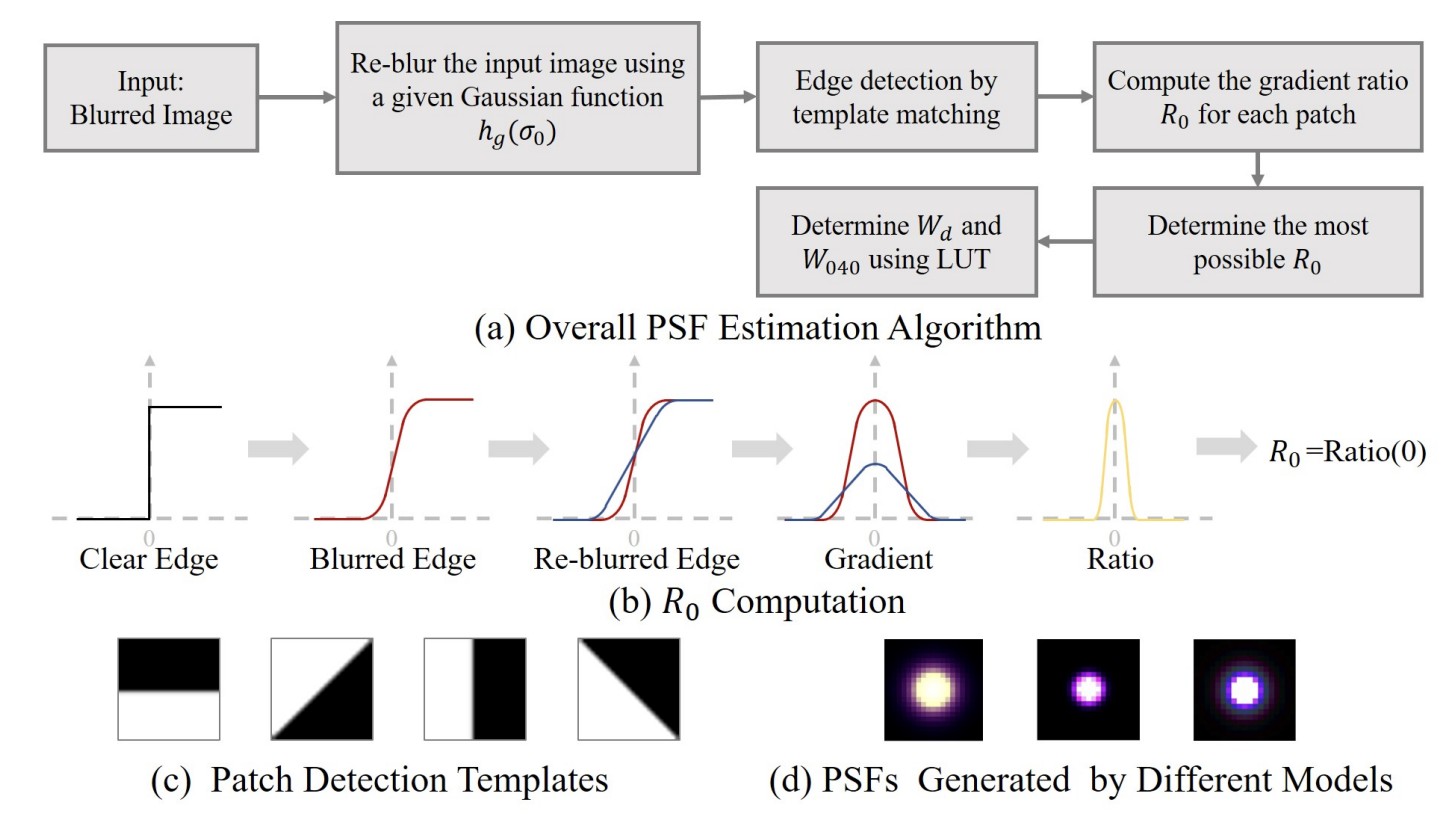 Input:
Blurred Image
Re-blur the input image using
a given Gaussian function
$h_g(\sigma_0)$
Edge detection by
template matching
Compute the gradient ratio
$R_0$ for each patch
Determine the most
possible $R_0$
Determine $W_d$ and
$W_{040}$ using LUT
(a) Overall PSF Estimation Algorithm
0
0
0
0
0
$R_0$ =Ratio(0)
Clear Edge
Blurred Edge
Re-blurred Edge
Gradient
Ratio
(b) $R_0$ Computation
(c) Patch Detection Templates
(d) PSFs Generated by Different Models